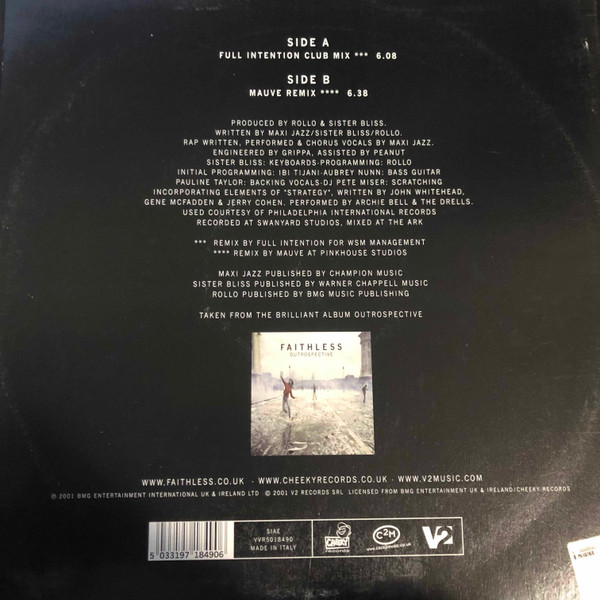 SIDE A
FULL INTENTION CLUB MIX *** 6.08
SIDE B
MAUVE REMIX **** 6.38
PRODUCED BY ROLLO & SISTER BLISS.
WRITTEN BY MAXI JAZZ/SISTER BLISS/ROLLO.
RAP WRITTEN, PERFORMED & CHORUS VOCALS BY MAXI JAZZ.
ENGINEERED BY GRIPPA, ASSISTED BY PEANUT
SISTER BLISS: KEYBOARDS-PROGRAMMING: ROLLO
INITIAL PROGRAMMING: IBI TIJANI-AUBREY NUNN: BASS GUITAR
PAULINE TAYLOR: BACKING VOCALS-DJ PETE MISER: SCRATCHING
INCORPORATING ELEMENTS OF "STRATEGY", WRITTEN BY JOHN WHITEHEAD,
GENE MCFADDEN & JERRY COHEN. PERFORMED BY ARCHIE BELL & THE DRELLS.
USED COURTESY OF PHILADELPHIA INTERNATIONAL RECORDS
RECORDED AT SWANYARD STUDIOS, MIXED AT THE ARK
*** REMIX BY FULL INTENTION FOR WSM MANAGEMENT
**** REMIX BY MAUVE AT PINKHOUSE STUDIOS
MAXI JAZZ PUBLISHED BY CHAMPION MUSIC
SISTER BLISS PUBLISHED BY WARNER CHAPPELL MUSIC
ROLLO PUBLISHED BY BMG MUSIC PUBLISHING
TAKEN FROM THE BRILLIANT ALBUM OUTROSPECTIVE
FAITHLESS
OUTROSPECTIVE
WWW.FAITHLESS.CO.UK - WWW.CHEEKYRECORDS.CO.UK - WWW.V2MUSIC.COM
℗ 2001 BMG ENTERTAINMENT INTERNATIONAL UK & IRELAND LTD © 2001 V2 RECORDS SRL LICENSED FROM BMG ENTERTAINMENT UK & IRELAND/CHEEKY RECORDS
5 033197 184906
SIAE
VVR5018490
MADE IN ITALY
CHEEKY
records
C2H
V2